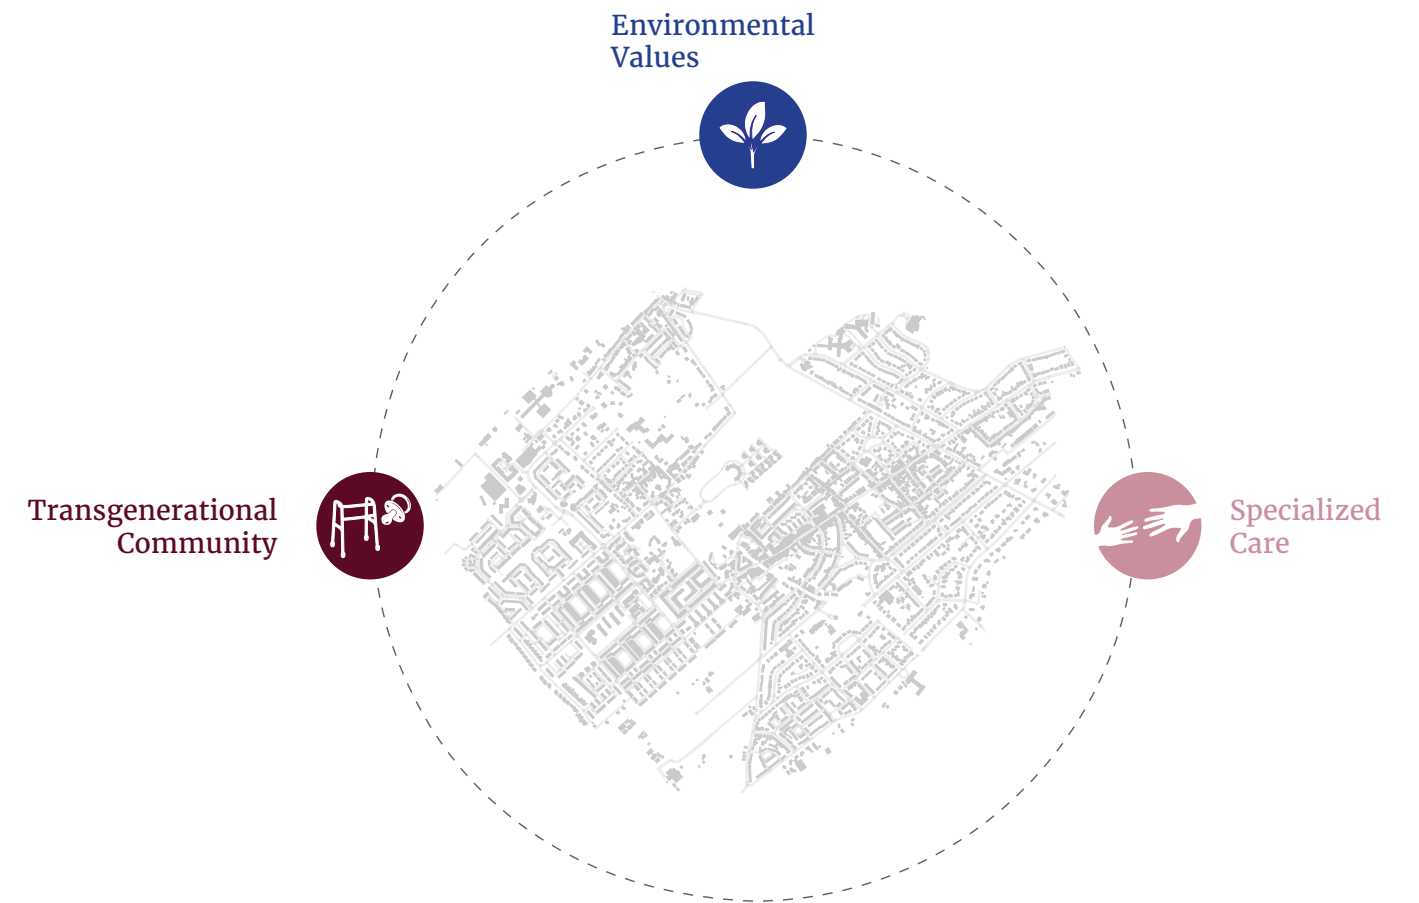 Environmental
Values
Transgenerational
Community
Specialized
Care